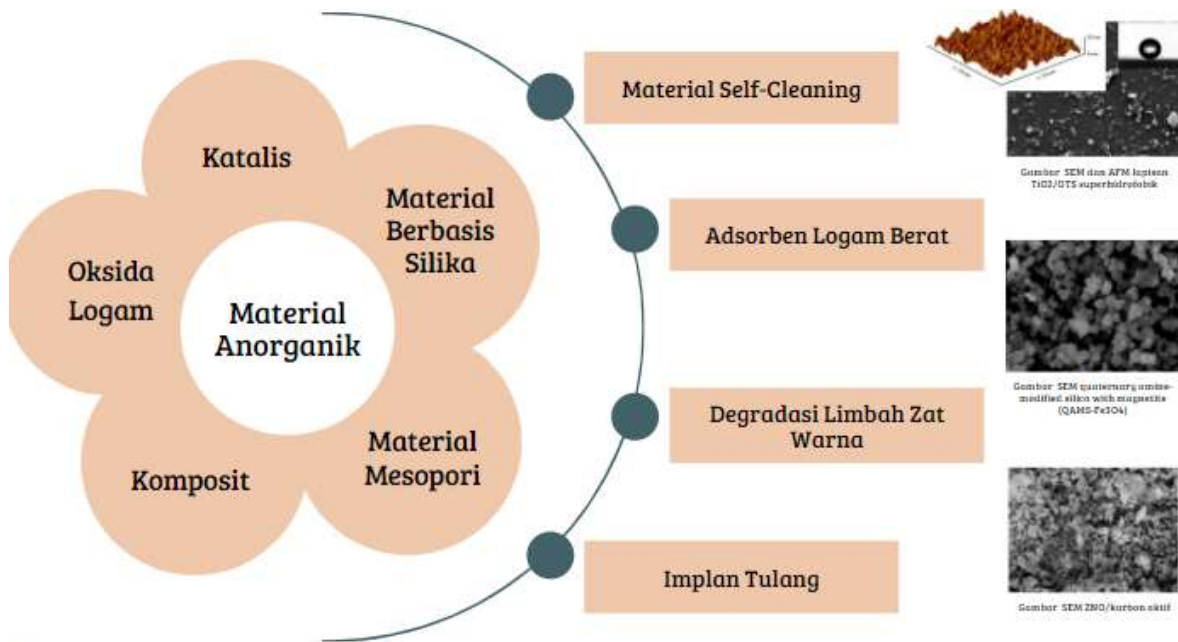 Katalis
Material
Berbasis
Silika
Oksida
Logam
Material
Anorganik
Komposit
Material
Mesopori
Material Self-Cleaning
Adsorben Logam Berat
Degradasi Limbah Zat
Warna
Implan Tulang
Gambar SEM dan AFM lapisan
TiO2/OTS superhidrofobik
Gambar SEM quaternary amine-
modified silica with magnetite
(QAMS-Fe3O4)
Gambar SEM ZNO/karbon aktif